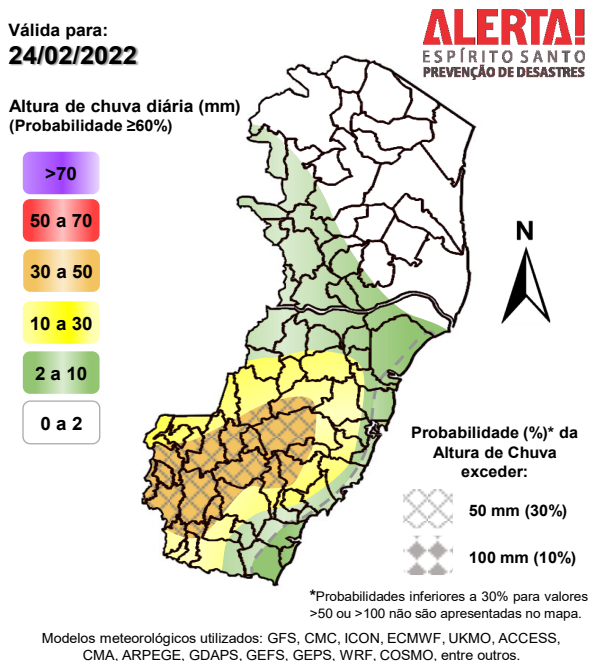 Válida para:
24/02/2022
ALERTA!
ESPÍRITO SANTO
PREVENÇÃO DE DESASTRES
Altura de chuva diária (mm)
(Probabilidade ≥60%)
>70
50 a 70
30 a 50
10 a 30
2 a 10
0 a 2
N
Probabilidade (%)* da
Altura de Chuva
exceder:
50 mm (30%)
100 mm (10%)
*Probabilidades inferiores a 30% para valores
>50 ou >100 não são apresentadas no mapa.
Modelos meteorológicos utilizados: GFS, CMC, ICON, ECMWF, UKMO, ACCESS,
CMA, ARPEGE, GDAPS, GEFS, GEPS, WRF, COSMO, entre outros.